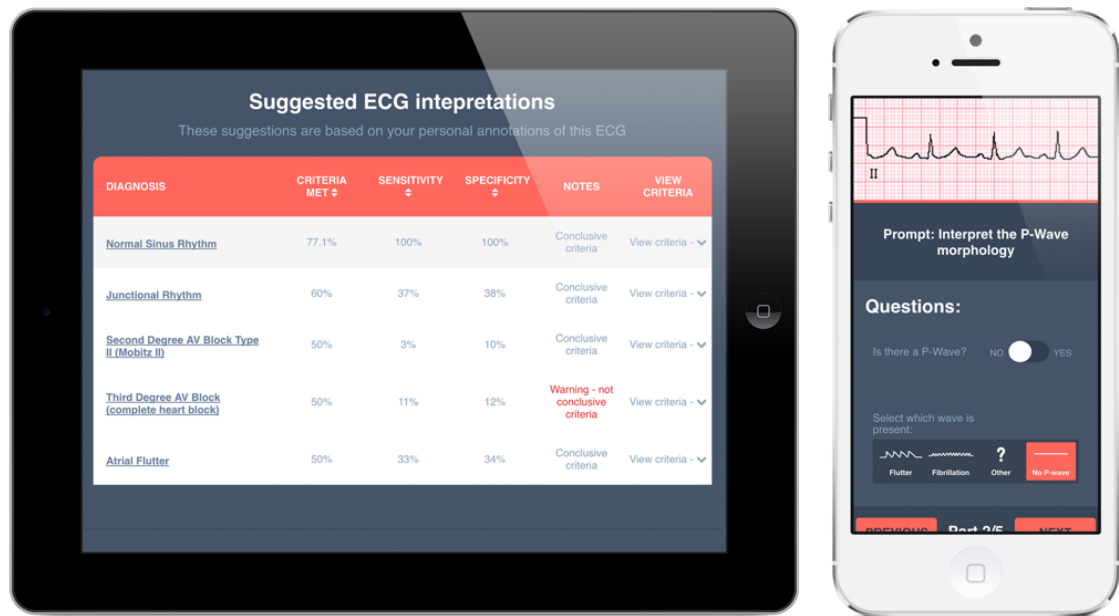 Suggested ECG intepretations
These suggestions are based on your personal annotations of this ECG
DIAGNOSIS
CRITERIA
MET
SENSITIVITY
SPECIFICITY
NOTES
VIEW
CRITERIA
Normal Sinus Rhythm
77.1%
100%
100%
Conclusive
criteria
View criteria -
Junctional Rhythm
60%
37%
38%
Conclusive
criteria
View criteria -
Second Degree AV Block Type
II (Mobitz II)
50%
3%
10%
Conclusive
criteria
View criteria -
Third Degree AV Block
(complete heart block)
50%
11%
12%
Warning - not
conclusive
criteria
View criteria -
Atrial Flutter
50%
33%
34%
Conclusive
criteria
View criteria -
II
Prompt: Interpret the P-Wave
morphology
Questions:
Is there a P-Wave?
NO
YES
Select which wave is
present:
Flutter
Fibrillation
?
Other
No P-wave
PREVIOUS
Part 2/5
NEXT